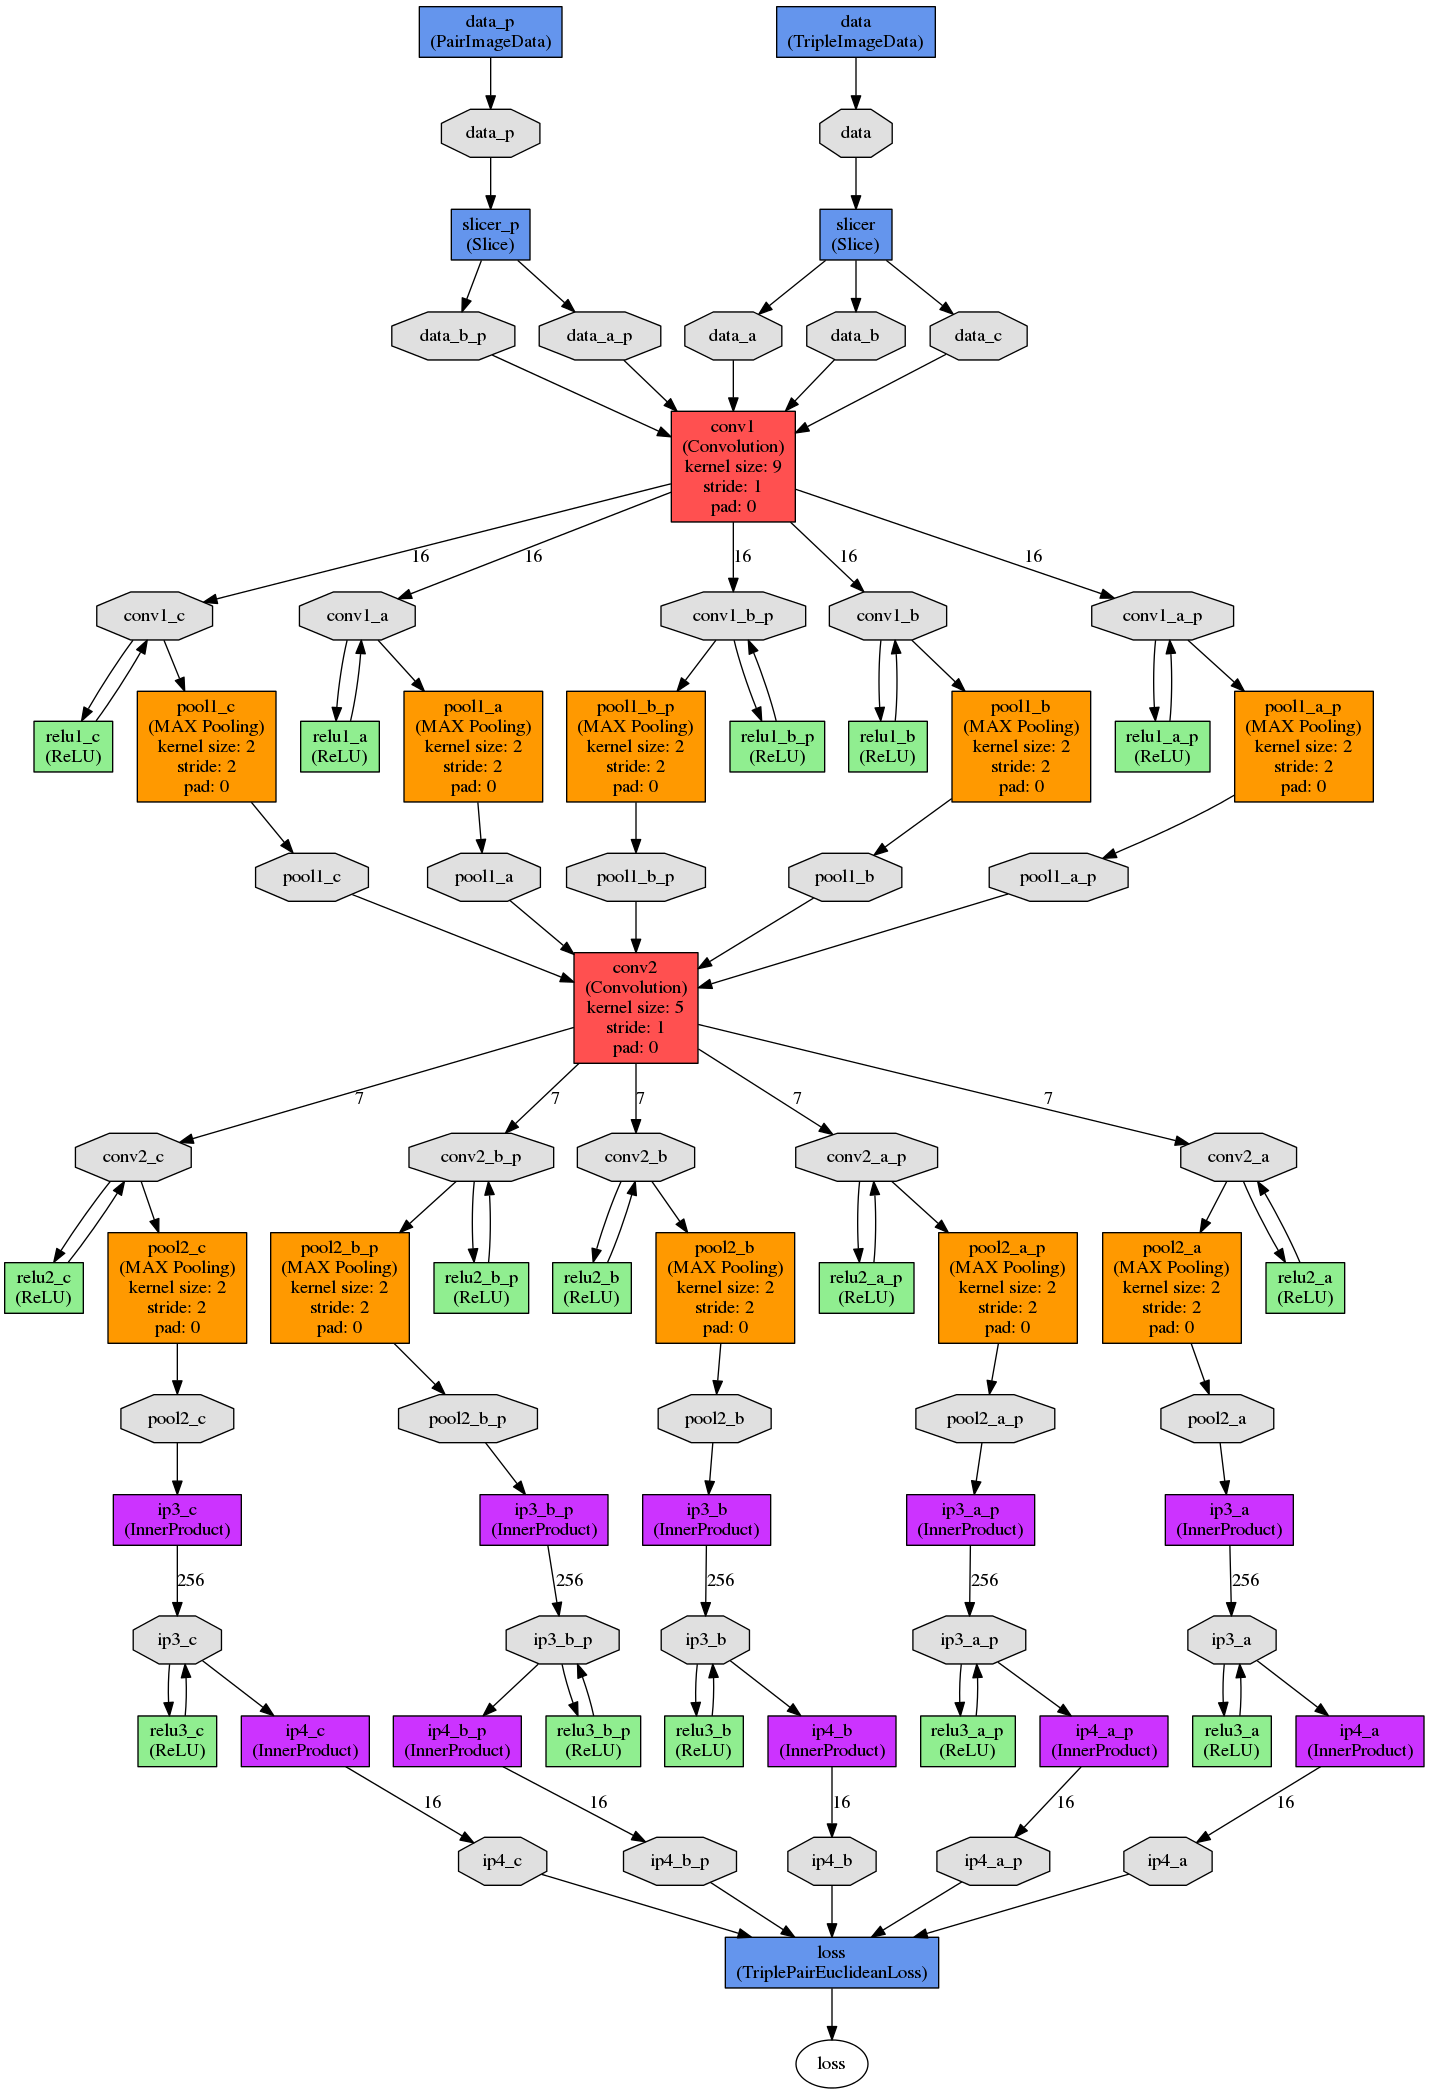 data_p
(PairImageData)
data
(TripleImageData)
data_p
data
slicer_p
(Slice)
slicer
(Slice)
data_b_p
data_a_p
data_a
data_b
data_c
conv1
(Convolution)
kernel size: 9
stride: 1
pad: 0
16
16
16
16
16
conv1_c
conv1_a
conv1_b_p
conv1_b
conv1_a_p
relu1_c
(ReLU)
pool1_c
(MAX Pooling)
kernel size: 2
stride: 2
pad: 0
relu1_a
(ReLU)
pool1_a
(MAX Pooling)
kernel size: 2
stride: 2
pad: 0
pool1_b_p
(MAX Pooling)
kernel size: 2
stride: 2
pad: 0
relu1_b_p
(ReLU)
relu1_b
(ReLU)
pool1_b
(MAX Pooling)
kernel size: 2
stride: 2
pad: 0
relu1_a_p
(ReLU)
pool1_a_p
(MAX Pooling)
kernel size: 2
stride: 2
pad: 0
pool1_c
pool1_a
pool1_b_p
pool1_b
pool1_a_p
conv2
(Convolution)
kernel size: 5
stride: 1
pad: 0
7
7
7
7
7
conv2_c
conv2_b_p
conv2_b
conv2_a_p
conv2_a
relu2_c
(ReLU)
pool2_c
(MAX Pooling)
kernel size: 2
stride: 2
pad: 0
pool2_b_p
(MAX Pooling)
kernel size: 2
stride: 2
pad: 0
relu2_b_p
(ReLU)
relu2_b
(ReLU)
pool2_b
(MAX Pooling)
kernel size: 2
stride: 2
pad: 0
relu2_a_p
(ReLU)
pool2_a_p
(MAX Pooling)
kernel size: 2
stride: 2
pad: 0
pool2_a
(MAX Pooling)
kernel size: 2
stride: 2
pad: 0
relu2_a
(ReLU)
pool2_c
pool2_b_p
pool2_b
pool2_a_p
pool2_a
ip3_c
(InnerProduct)
ip3_b_p
(InnerProduct)
ip3_b
(InnerProduct)
ip3_a_p
(InnerProduct)
ip3_a
(InnerProduct)
256
256
256
256
256
ip3_c
ip3_b_p
ip3_b
ip3_a_p
ip3_a
relu3_c
(ReLU)
ip4_c
(InnerProduct)
ip4_b_p
(InnerProduct)
relu3_b_p
(ReLU)
relu3_b
(ReLU)
ip4_b
(InnerProduct)
relu3_a_p
(ReLU)
ip4_a_p
(InnerProduct)
relu3_a
(ReLU)
ip4_a
(InnerProduct)
16
16
16
16
16
ip4_c
ip4_b_p
ip4_b
ip4_a_p
ip4_a
loss
(TriplePairEuclideanLoss)
loss